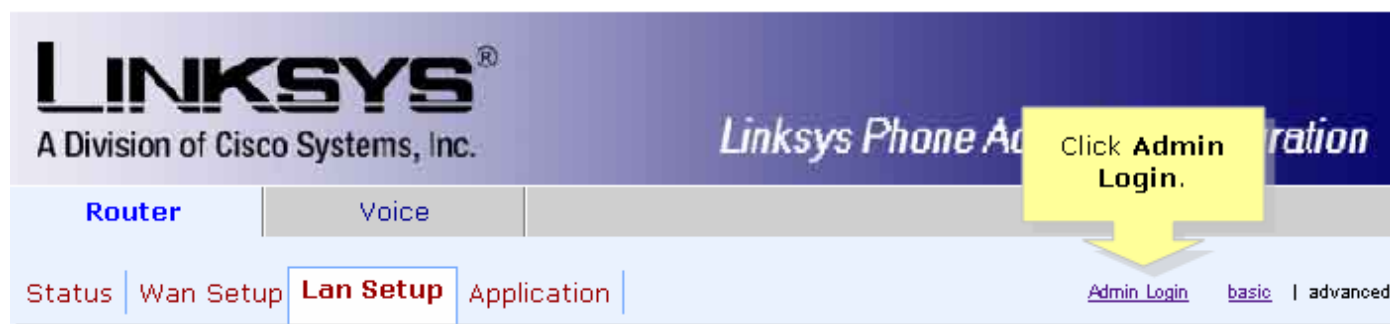 LINKSYS®
A Division of Cisco Systems, Inc.
Linksys Phone Ad
ration
Click Admin
Login.
Router
Voice
Status
Wan Setup
Lan Setup
Application
Admin Login
basic | advanced